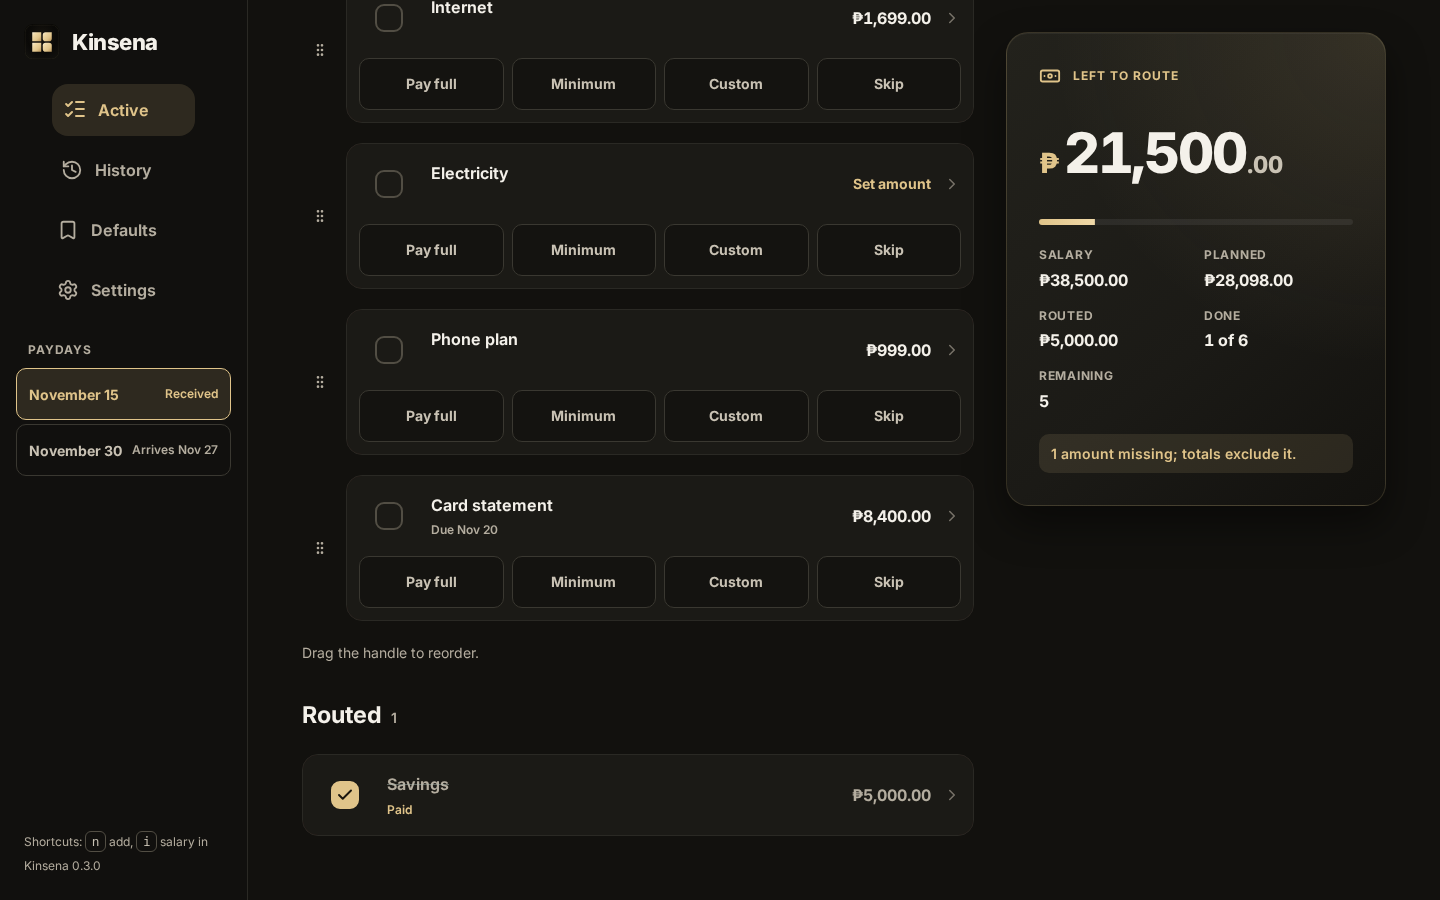 Kinsena
Active
History
Defaults
Settings
PAYDAYS
November 15 Received
November 30 Arrives Nov 27
Shortcuts: n add, i salary in
Kinsena 0.3.0
Internet
₱1,699.00
Pay full Minimum Custom Skip
Electricity
Set amount
Pay full Minimum Custom Skip
Phone plan
₱999.00
Pay full Minimum Custom Skip
Card statement
Due Nov 20
₱8,400.00
Pay full Minimum Custom Skip
Drag the handle to reorder.
Routed 1
Savings
Paid
₱5,000.00
LEFT TO ROUTE
₱ 21,500.00
SALARY PLANNED
₱38,500.00 ₱28,098.00
ROUTED DONE
₱5,000.00 1 of 6
REMAINING
5
1 amount missing; totals exclude it.